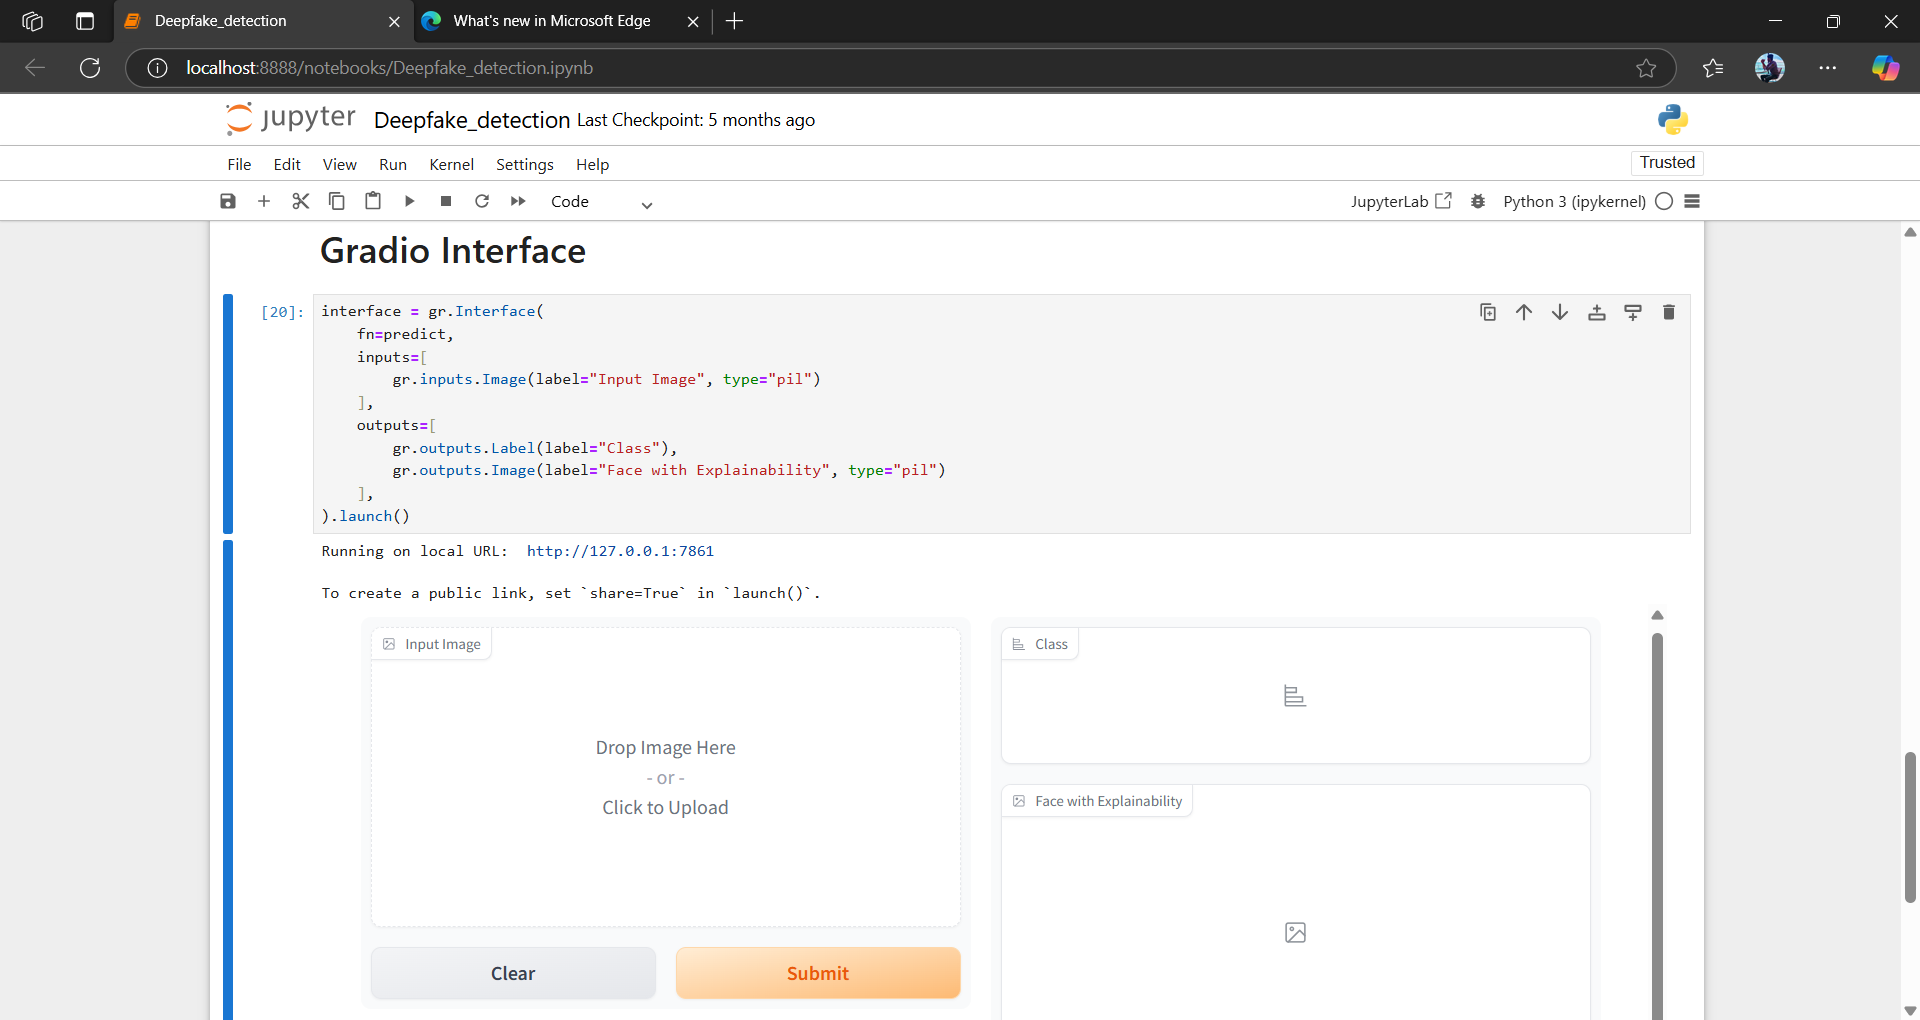 Deepfake_detection
What's new in Microsoft Edge
localhost:8888/notebooks/Deepfake_detection.ipynb
jupyter Deepfake_detection Last Checkpoint: 5 months ago
File Edit View Run Kernel Settings Help
Trusted
Code
JupyterLab
Python 3 (ipykernel)
Gradio Interface
[20]:
interface = gr.Interface(
    fn=predict,
    inputs=[
        gr.inputs.Image(label="Input Image", type="pil")
    ],
    outputs=[
        gr.outputs.Label(label="Class"),
        gr.outputs.Image(label="Face with Explainability", type="pil")
    ],
).launch()
Running on local URL:  http://127.0.0.1:7861
To create a public link, set `share=True` in `launch()`.
Input Image
Drop Image Here
- or -
Click to Upload
Clear
Submit
Class
Face with Explainability